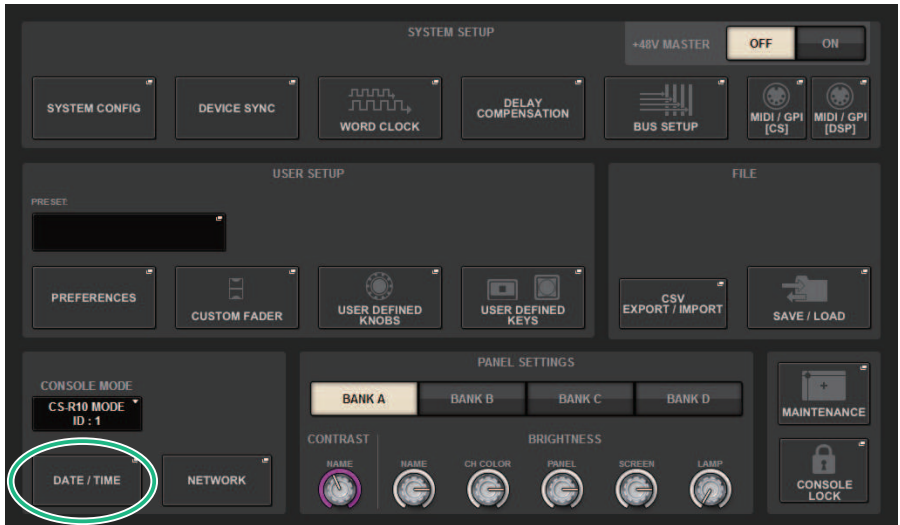 SYSTEM SETUP
+48V MASTER
OFF
ON
SYSTEM CONFIG
DEVICE SYNC
WORD CLOCK
DELAY
COMPENSATION
BUS SETUP
MIDI / GPI
[CS]
MIDI / GPI
[DSP]
USER SETUP
PRESET
PREFERENCES
CUSTOM FADER
USER DEFINED
KNOBS
USER DEFINED
KEYS
FILE
CSV
EXPORT / IMPORT
SAVE / LOAD
CONSOLE MODE
CS-R10 MODE
ID : 1
DATE / TIME
NETWORK
PANEL SETTINGS
BANK A
BANK B
BANK C
BANK D
CONTRAST
BRIGHTNESS
NAME
NAME
CH COLOR
PANEL
SCREEN
LAMP
MAINTENANCE
CONSOLE
LOCK